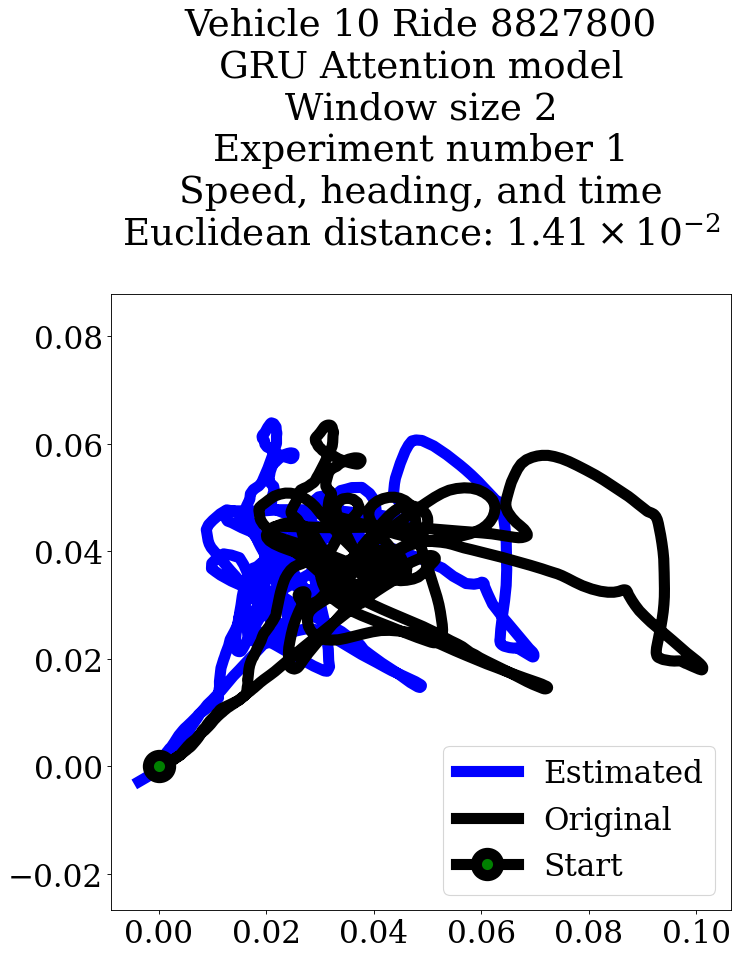 Vehicle 10 Ride 8827800
GRU Attention model
Window size 2
Experiment number 1
Speed, heading, and time
Euclidean distance: 1.41 × 10⁻²
0.08
0.06
0.04
0.02
0.00
−0.02
0.00 0.02 0.04 0.06 0.08 0.10
Estimated
Original
Start